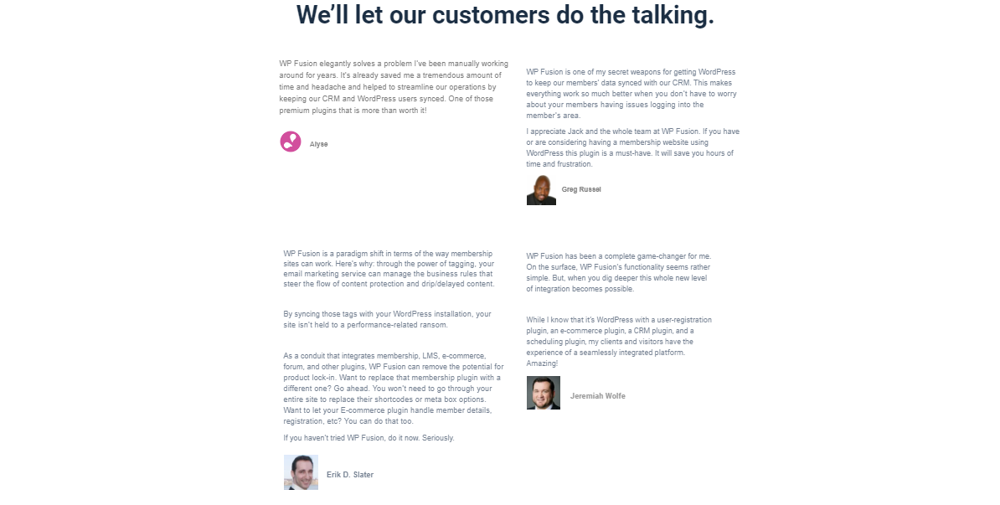 We’ll let our customers do the talking.
WP Fusion elegantly solves a problem I’ve been manually working
around for years. It’s already saved me a tremendous amount of
time and headache and helped to streamline our operations by
keeping our CRM and WordPress users synced. One of those
premium plugins that is more than worth it!
Alyse
WP Fusion is one of my secret weapons for getting WordPress
to keep our members’ data synced with our CRM. This makes
everything work so much better when you don’t have to worry
about your members having issues logging into the
member’s area.
I appreciate Jack and the whole team at WP Fusion. If you have
or are considering having a membership website using
WordPress this plugin is a must-have. It will save you hours of
time and frustration.
Greg Russel
WP Fusion is a paradigm shift in terms of the way membership
sites can work. Here’s why: through the power of tagging, your
email marketing service can manage the business rules that
steer the flow of content protection and drip/delayed content.
By syncing those tags with your WordPress installation, your
site isn’t held to a performance-related ransom.
As a conduit that integrates membership, LMS, e-commerce,
forum, and other plugins, WP Fusion can remove the potential for
product lock-in. Want to replace that membership plugin with a
different one? Go ahead. You won’t need to go through your
entire site to replace their shortcodes or meta box options.
Want to let your E-commerce plugin handle member details,
registration, etc? You can do that too.
If you haven’t tried WP Fusion, do it now. Seriously.
Erik D. Slater
WP Fusion has been a complete game-changer for me.
On the surface, WP Fusion’s functionality seems rather
simple. But, when you dig deeper this whole new level
of integration becomes possible.
While I know that it’s WordPress with a user-registration
plugin, an e-commerce plugin, a CRM plugin, and a
scheduling plugin, my clients and visitors have the
experience of a seamlessly integrated platform.
Amazing!
Jeremiah Wolfe